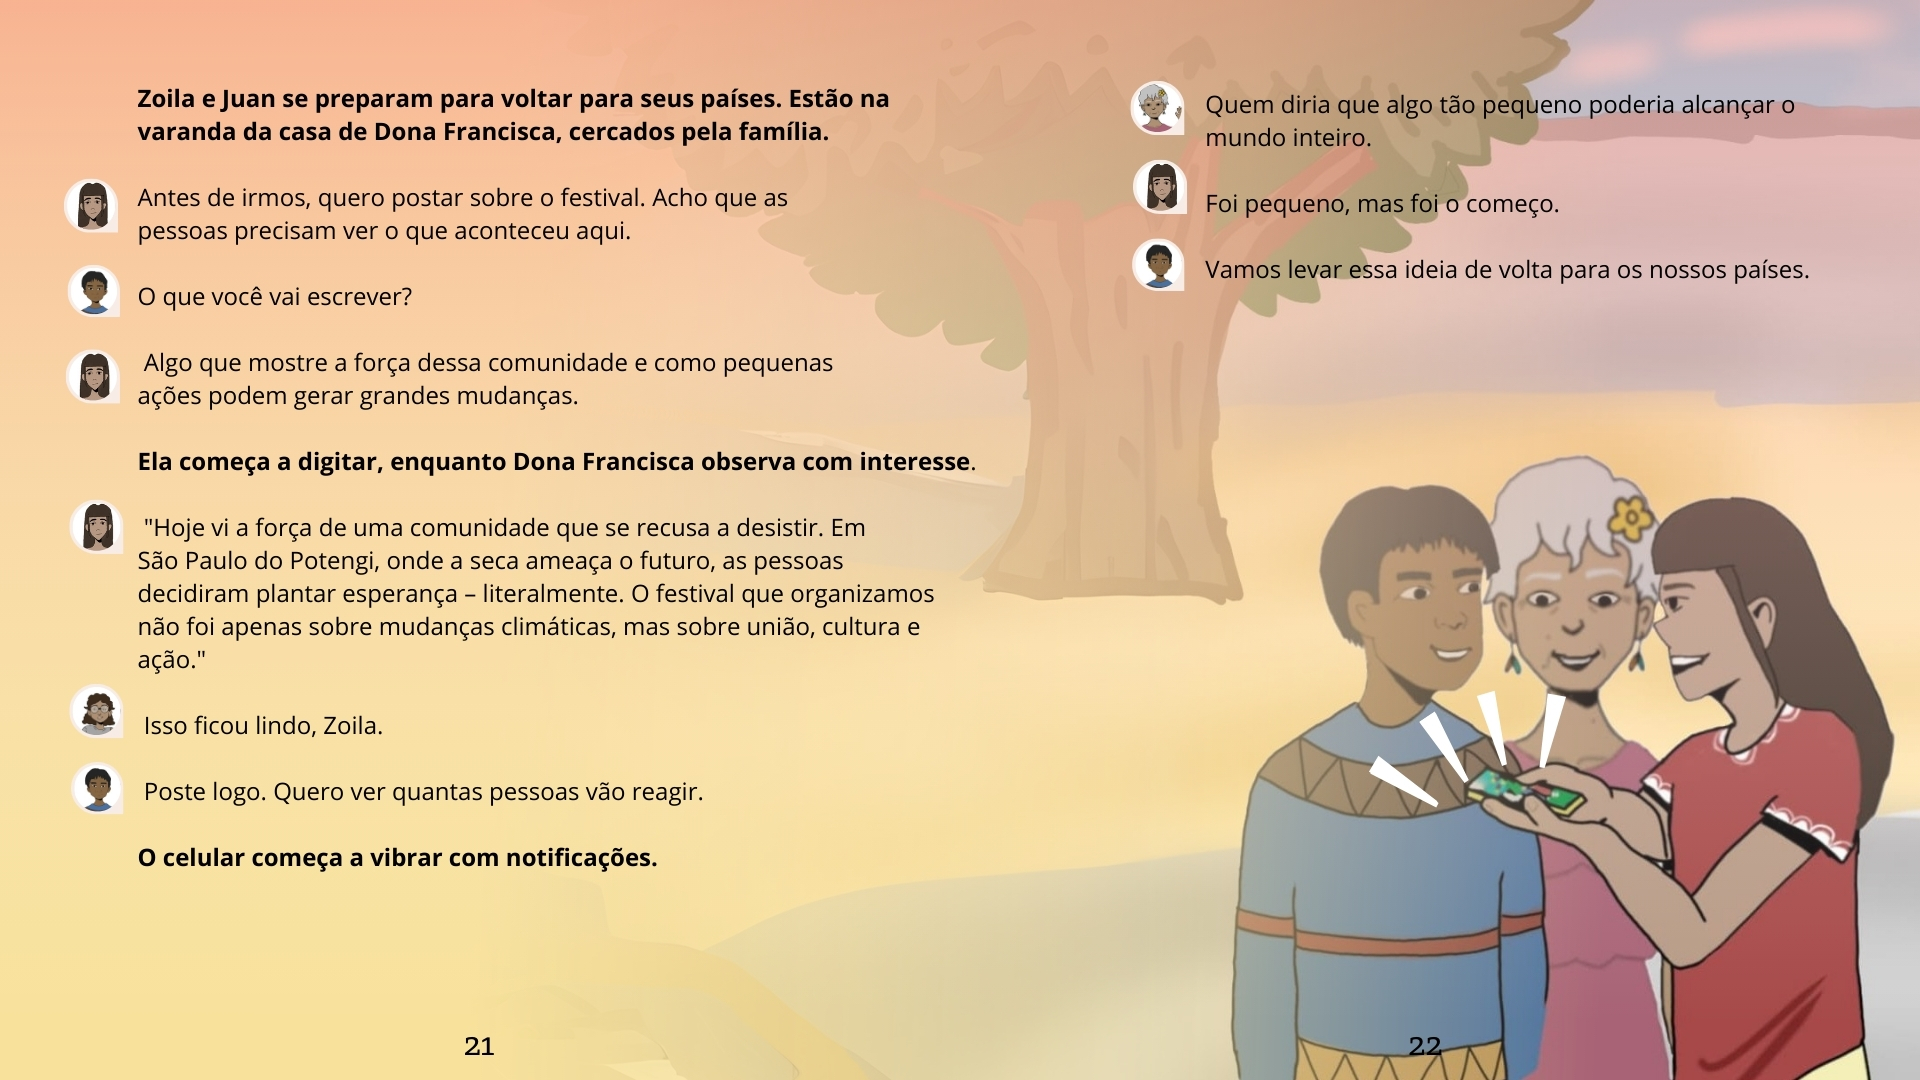 Zoila e Juan se preparam para voltar para seus países. Estão na
varanda da casa de Dona Francisca, cercados pela família.
Antes de irmos, quero postar sobre o festival. Acho que as
pessoas precisam ver o que aconteceu aqui.
O que você vai escrever?
Algo que mostre a força dessa comunidade e como pequenas
ações podem gerar grandes mudanças.
Ela começa a digitar, enquanto Dona Francisca observa com interesse.
"Hoje vi a força de uma comunidade que se recusa a desistir. Em
São Paulo do Potengi, onde a seca ameaça o futuro, as pessoas
decidiram plantar esperança – literalmente. O festival que organizamos
não foi apenas sobre mudanças climáticas, mas sobre união, cultura e
ação."
Isso ficou lindo, Zoila.
Poste logo. Quero ver quantas pessoas vão reagir.
O celular começa a vibrar com notificações.
21
Quem diria que algo tão pequeno poderia alcançar o
mundo inteiro.
Foi pequeno, mas foi o começo.
Vamos levar essa ideia de volta para os nossos países.
22